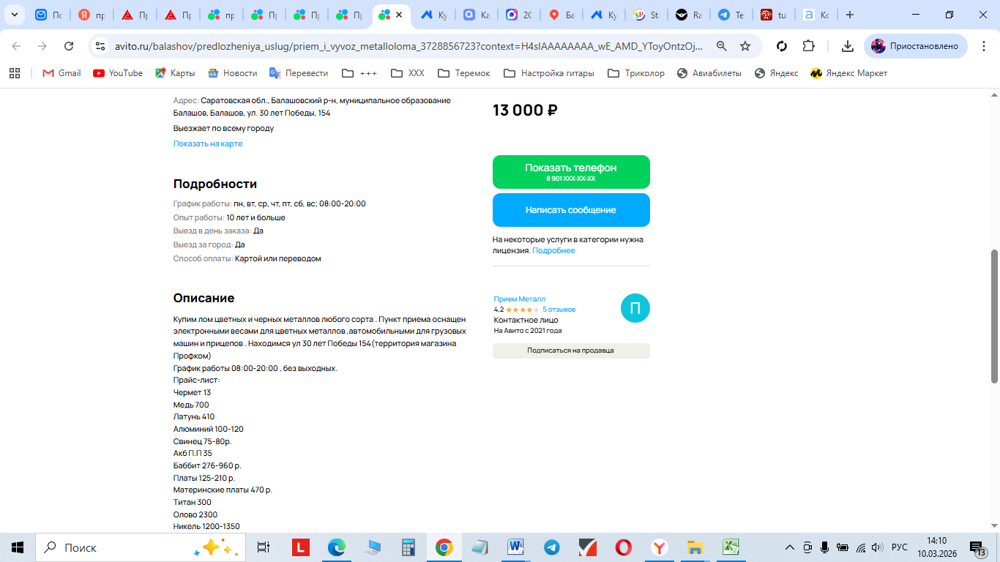 По
пр
Пр
Пр
пр
Пр
Пр
Пр
Ку
Ка
20
Ба
Ку
St
Ra
Те
tu
Ко
avito.ru/balashov/predlozheniya_uslug/priem_i_vyvoz_metalloloma_3728856723?context=H4sIAAAAAAAA_wE_AMD_YToyOntzOj...
Приостановлено
Gmail
YouTube
Карты
Новости
Перевести
+++
ХХХ
Теремок
Настройка гитары
Триколор
Авиабилеты
Яндекс
Яндекс Маркет
Адрес: Саратовская обл., Балашовский р-н, муниципальное образование
Балашов, Балашов, ул. 30 лет Победы, 154
Выезжает по всему городу
Показать на карте
Подробности
График работы: пн, вт, ср, чт, пт, сб, вс; 08:00-20:00
Опыт работы: 10 лет и больше
Выезд в день заказа: Да
Выезд за город: Да
Способ оплаты: Картой или переводом
Описание
Купим лом цветных и черных металлов любого сорта . Пункт приема оснащен
электронными весами для цветных металлов ,автомобильными для грузовых
машин и прицепов . Находимся ул 30 лет Победы 154(территория магазина
Профком)
График работы 08:00-20:00 , без выходных.
Прайс-лист:
Чермет 13
Медь 700
Латунь 410
Алюминий 100-120
Свинец 75-80р.
Акб П.П 35
Баббит 276-960 р.
Платы 125-210 р.
Материнские платы 470 р.
Титан 300
Олово 2300
Никель 1200-1350
13 000 ₽
Показать телефон
8 901 XXX-XX-XX
Написать сообщение
На некоторые услуги в категории нужна
лицензия. Подробнее
Прием Металл
4,2 5 отзывов
Контактное лицо
На Авито с 2021 года
П
Подписаться на продавца
Поиск
РУС
14:10
10.03.2026
13